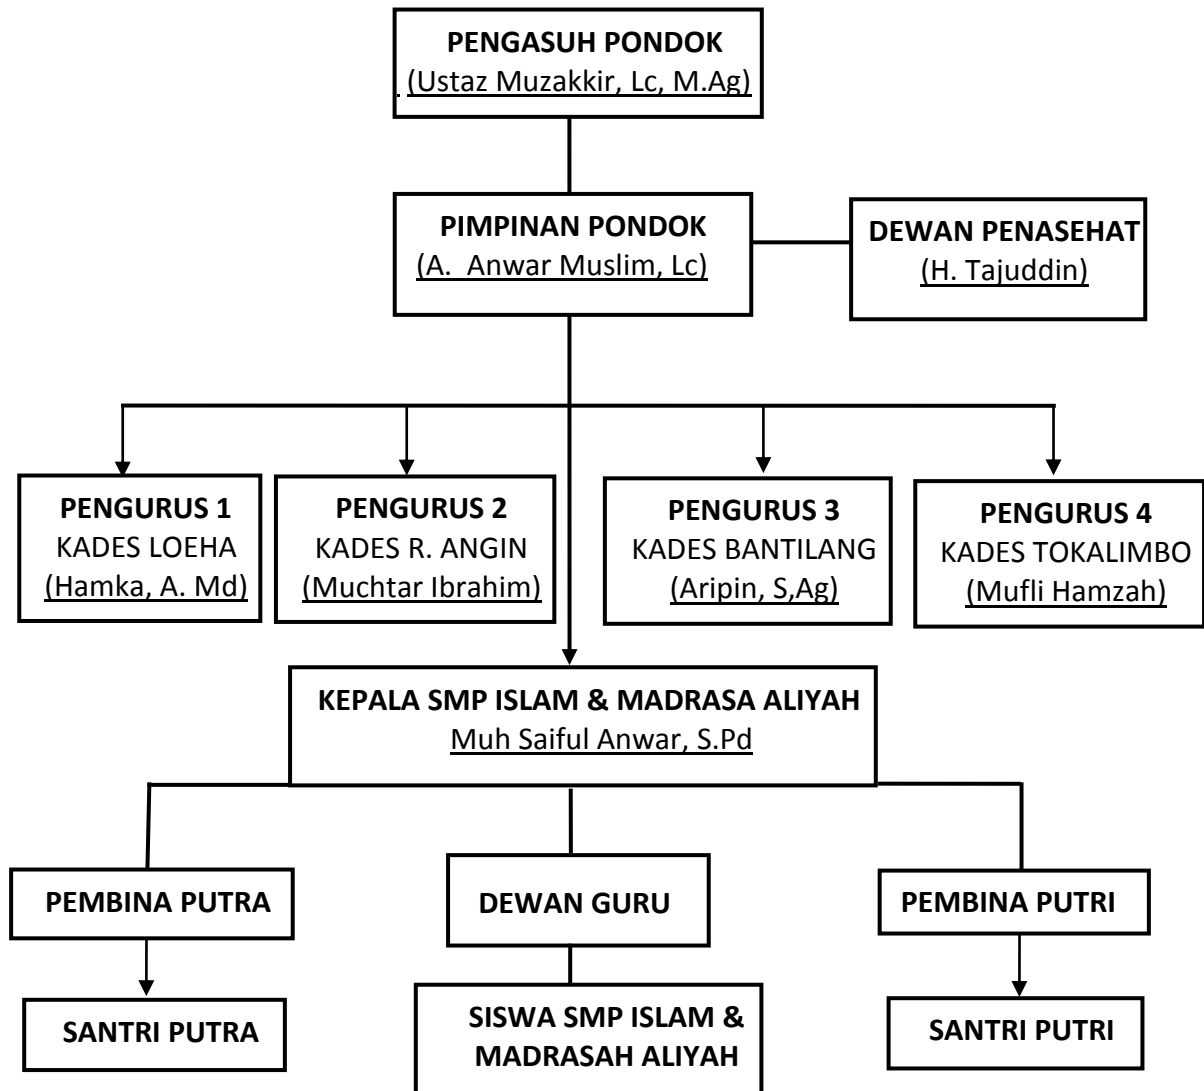 PENGASUH PONDOK
(Ustaz Muzakkir, Lc, M.Ag)
PIMPINAN PONDOK
(A. Anwar Muslim, Lc)
DEWAN PENASEHAT
(H. Tajuddin)
PENGURUS 1
KADES LOEHA
(Hamka, A. Md)
PENGURUS 2
KADES R. ANGIN
(Muchtar Ibrahim)
PENGURUS 3
KADES BANTILANG
(Aripin, S,Ag)
PENGURUS 4
KADES TOKALIMBO
(Mufli Hamzah)
KEPALA SMP ISLAM & MADRASA ALIYAH
Muh Saiful Anwar, S.Pd
PEMBINA PUTRA
DEWAN GURU
PEMBINA PUTRI
SANTRI PUTRA
SISWA SMP ISLAM &
MADRASAH ALIYAH
SANTRI PUTRI